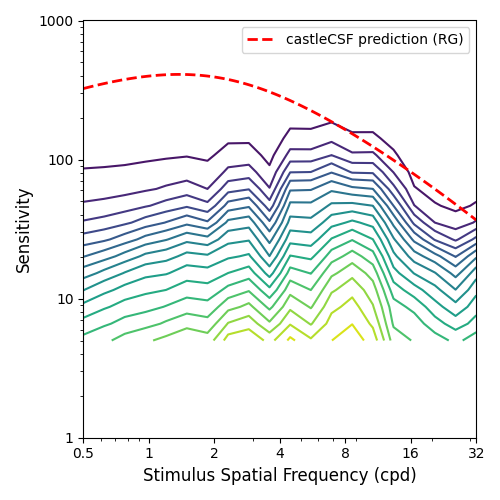 1000
castleCSF prediction (RG)
100
Sensitivity
10
1
0.5 1 2 4 8 16 32
Stimulus Spatial Frequency (cpd)